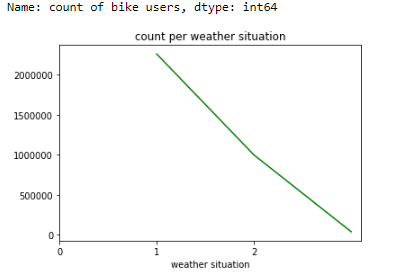 Name: count of bike users, dtype: int64
count per weather situation
2000000
1500000
1000000
500000
0
0 1 2
weather situation